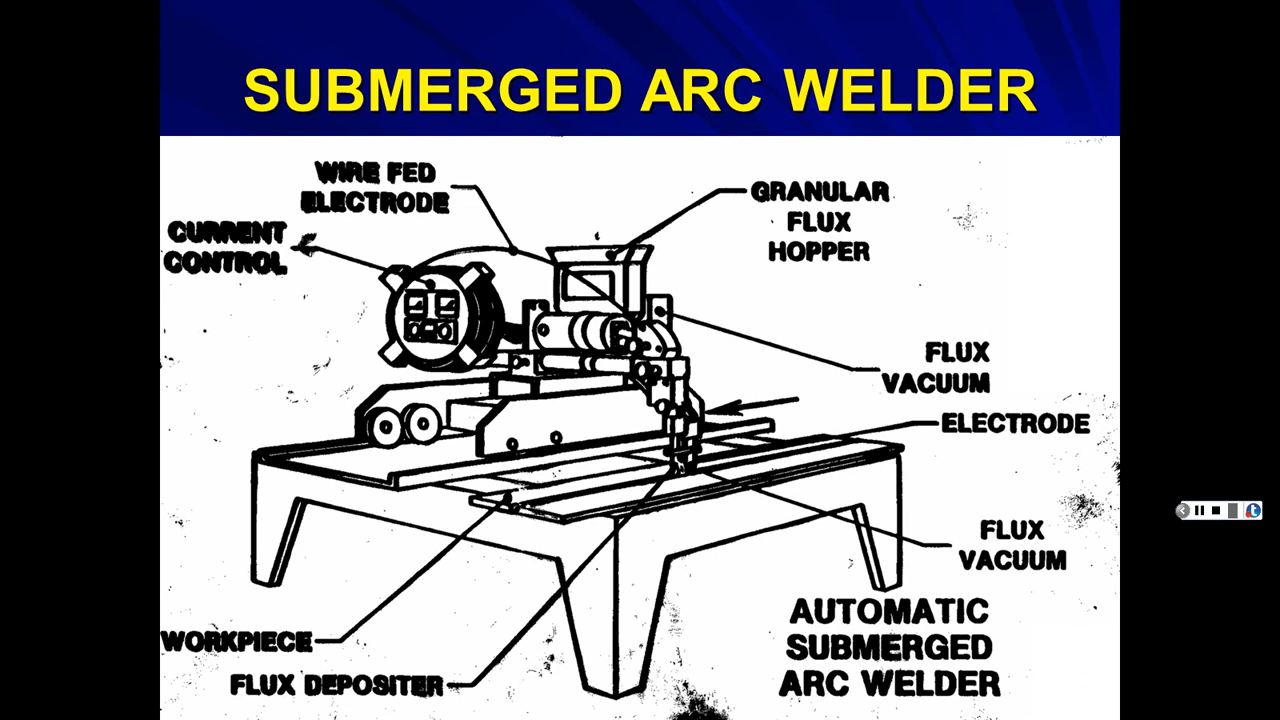 SUBMERGED ARC WELDER
WIRE FED
ELECTRODE
GRANULAR
FLUX
HOPPER
CURRENT
CONTROL
FLUX
VACUUM
ELECTRODE
FLUX
VACUUM
WORKPIECE
FLUX DEPOSITER
AUTOMATIC
SUBMERGED
ARC WELDER